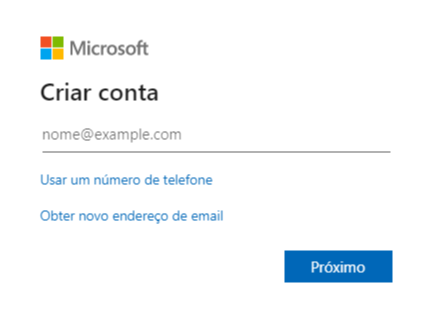 Microsoft
Criar conta
nome@example.com
Usar um número de telefone
Obter novo endereço de email
Próximo